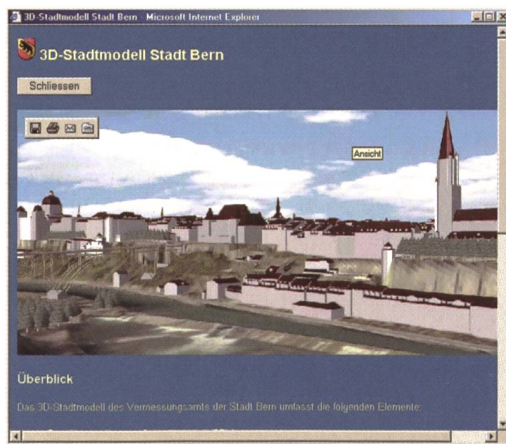 3D-Stadtmodell Stadt Bern - Microsoft Internet Explorer
3D-Stadtmodell Stadt Bern
Schliessen
Ansicht
Überblick
Das 3D-Stadtmodell des Vermessungsamts der Stadt Bern umfasst die folgenden Elemente: